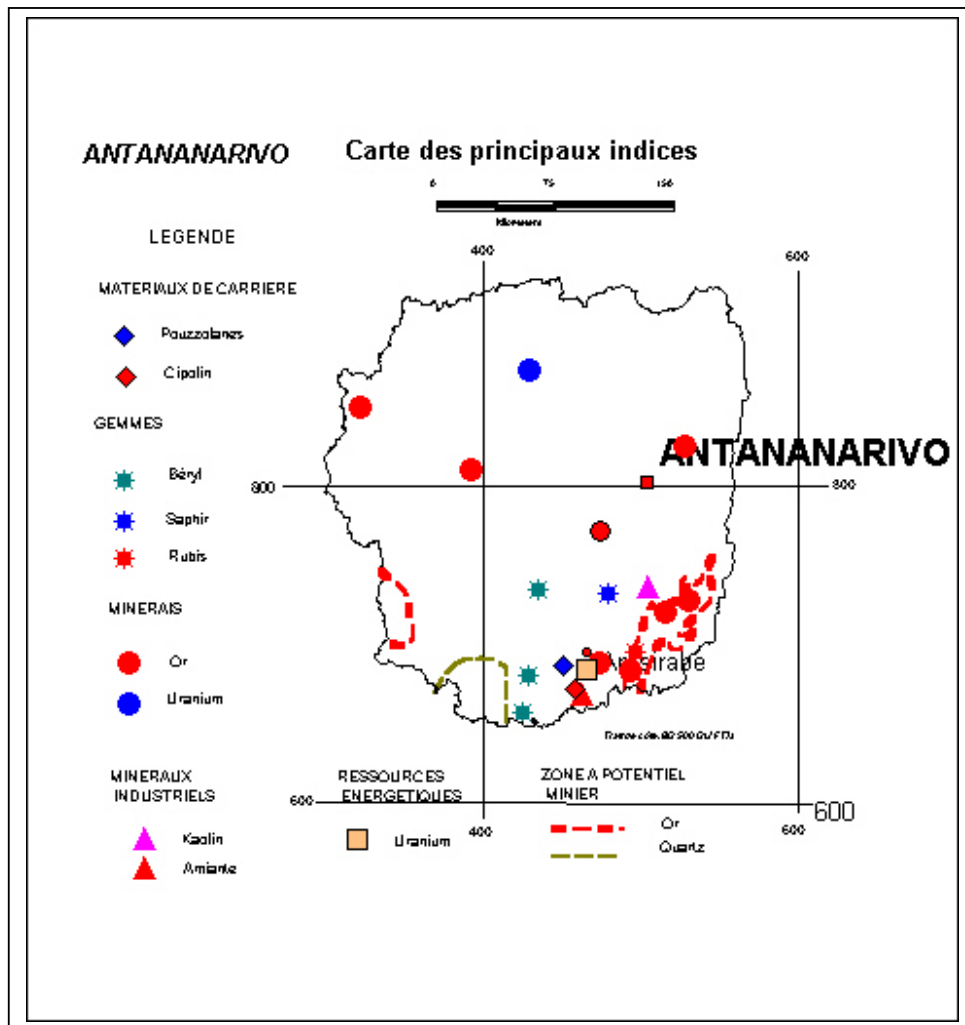 ANTANANARIVO
Carte des principaux indices
0 75 150
Kilometers
LEGENDE
400
600
MATERIAUX DE CARRIERE
Pouzzolanes
Cipolin
GEMMES
ANTANANARIVO
Béryl
800
800
Saphir
Rubis
MINERAIS
Or
Antsirabe
Uranium
MINERAUX
INDUSTRIELS
RESSOURCES
ENERGETIQUES
ZONE A POTENTIEL
MINIER
600
600
400
600
Kaolin
Uranium
Or
Quartz
Amiante